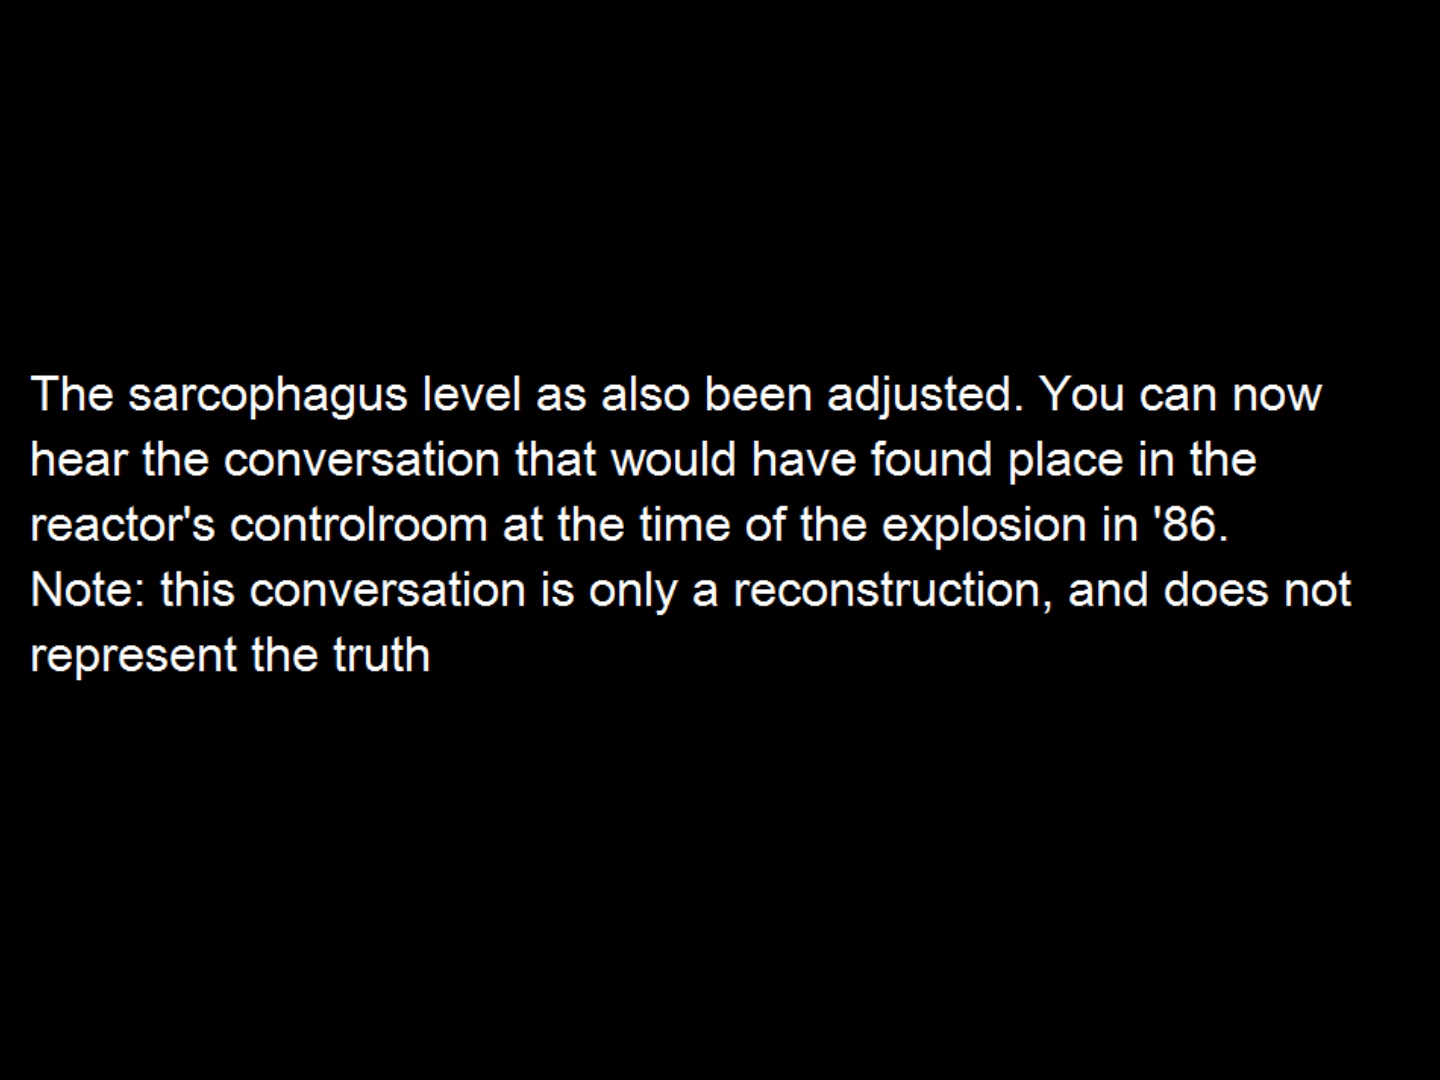 The sarcophagus level as also been adjusted. You can now
hear the conversation that would have found place in the
reactor's controlroom at the time of the explosion in '86.
Note: this conversation is only a reconstruction, and does not
represent the truth